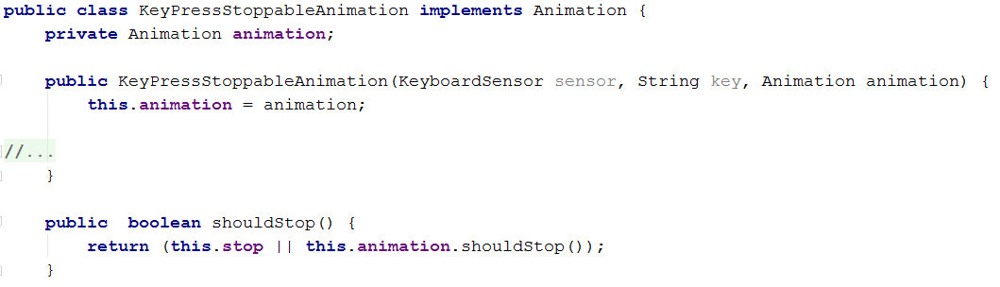 public class KeyPressStoppableAnimation implements Animation {
    private Animation animation;
    public KeyPressStoppableAnimation(KeyboardSensor sensor, String key, Animation animation) {
        this.animation = animation;
//...
    }
    public  boolean shouldStop() {
        return (this.stop || this.animation.shouldStop());
    }